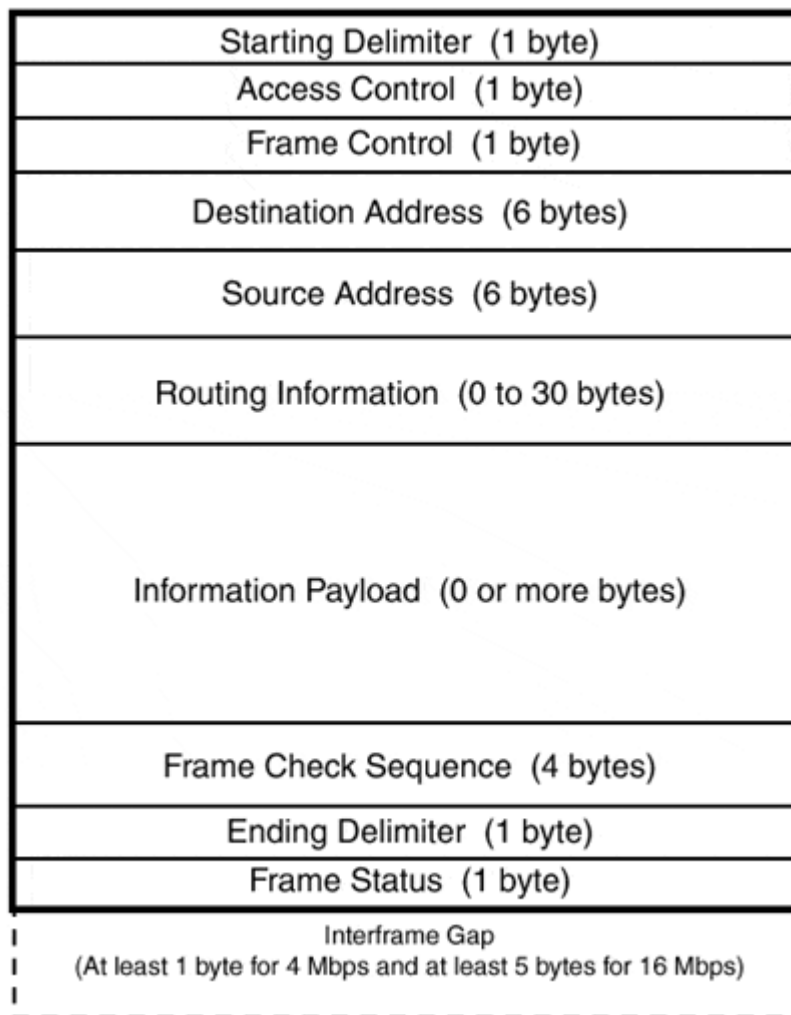 Starting Delimiter (1 byte)
Access Control (1 byte)
Frame Control (1 byte)
Destination Address (6 bytes)
Source Address (6 bytes)
Routing Information (0 to 30 bytes)
Information Payload (0 or more bytes)
Frame Check Sequence (4 bytes)
Ending Delimiter (1 byte)
Frame Status (1 byte)
Interframe Gap
(At least 1 byte for 4 Mbps and at least 5 bytes for 16 Mbps)